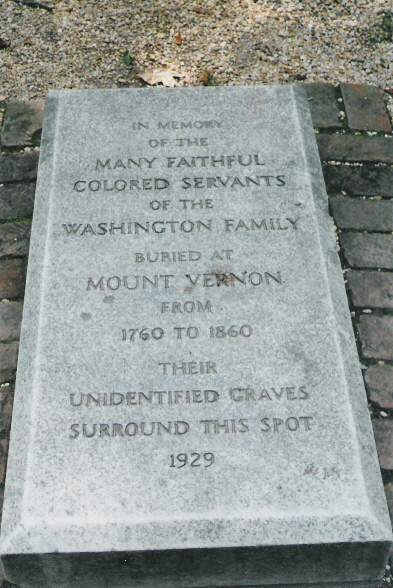 IN MEMORY
OF THE
MANY FAITHFUL
COLORED SERVANTS
OF THE
WASHINGTON FAMILY
BURIED AT
MOUNT VERNON
FROM
1760 TO 1860
THEIR
UNIDENTIFIED GRAVES
SURROUND THIS SPOT
1929